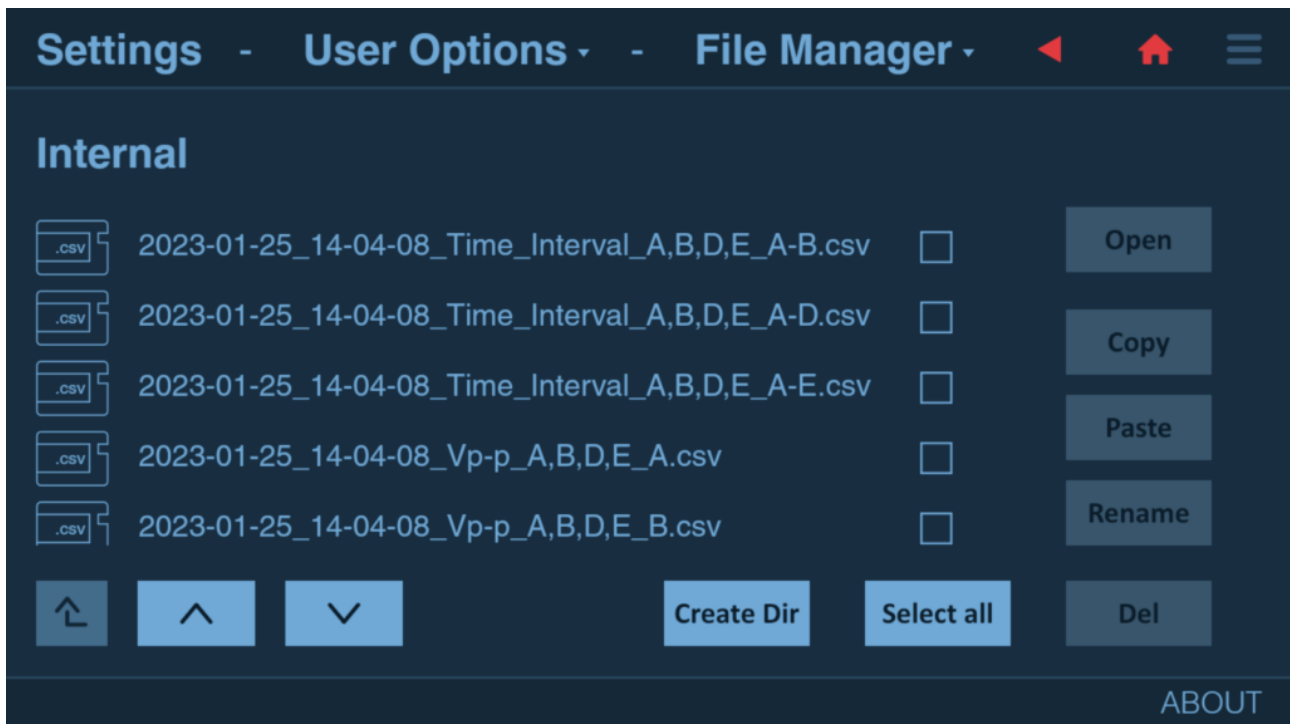 Settings - User Options - File Manager
Internal
.csv 2023-01-25_14-04-08_Time_Interval_A,B,D,E_A-B.csv Open
.csv 2023-01-25_14-04-08_Time_Interval_A,B,D,E_A-D.csv
Copy
.csv 2023-01-25_14-04-08_Time_Interval_A,B,D,E_A-E.csv
Paste
.csv 2023-01-25_14-04-08_Vp-p_A,B,D,E_A.csv
Rename
.csv 2023-01-25_14-04-08_Vp-p_A,B,D,E_B.csv
Create Dir Select all Del
ABOUT